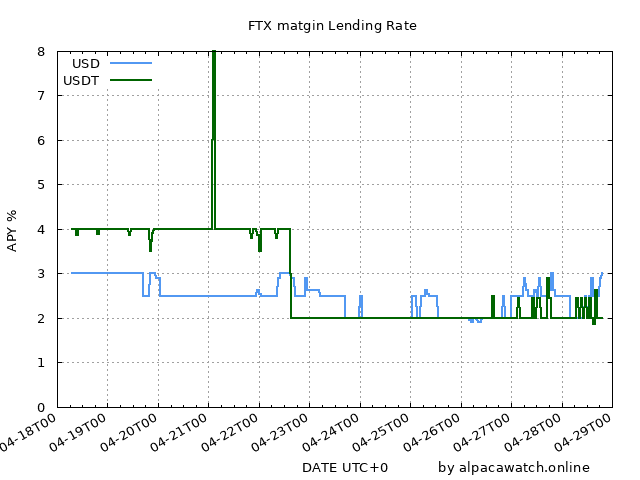 FTX matgin Lending Rate
USD
USDT
8
7
6
5
4
3
2
1
0
APY %
04-18T00
04-19T00
04-20T00
04-21T00
04-22T00
04-23T00
04-24T00
04-25T00
04-26T00
04-27T00
04-28T00
04-29T00
DATE UTC+0
by alpacawatch.online